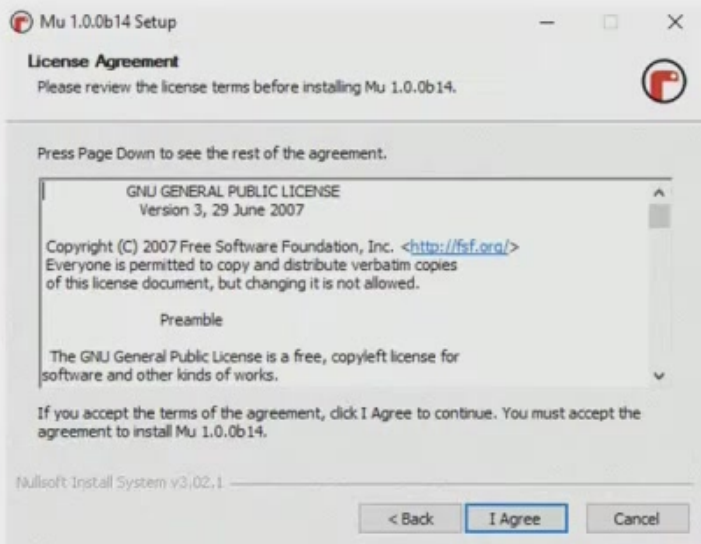 Mu 1.0.0b14 Setup
License Agreement
Please review the license terms before installing Mu 1.0.0b14.
Press Page Down to see the rest of the agreement.
GNU GENERAL PUBLIC LICENSE
Version 3, 29 June 2007
Copyright (C) 2007 Free Software Foundation, Inc. <http://fsf.org/>
Everyone is permitted to copy and distribute verbatim copies
of this license document, but changing it is not allowed.
Preamble
The GNU General Public License is a free, copyleft license for
software and other kinds of works.
If you accept the terms of the agreement, click I Agree to continue. You must accept the
agreement to install Mu 1.0.0b14.
Nullsoft Install System v3.02.1
< Back I Agree Cancel